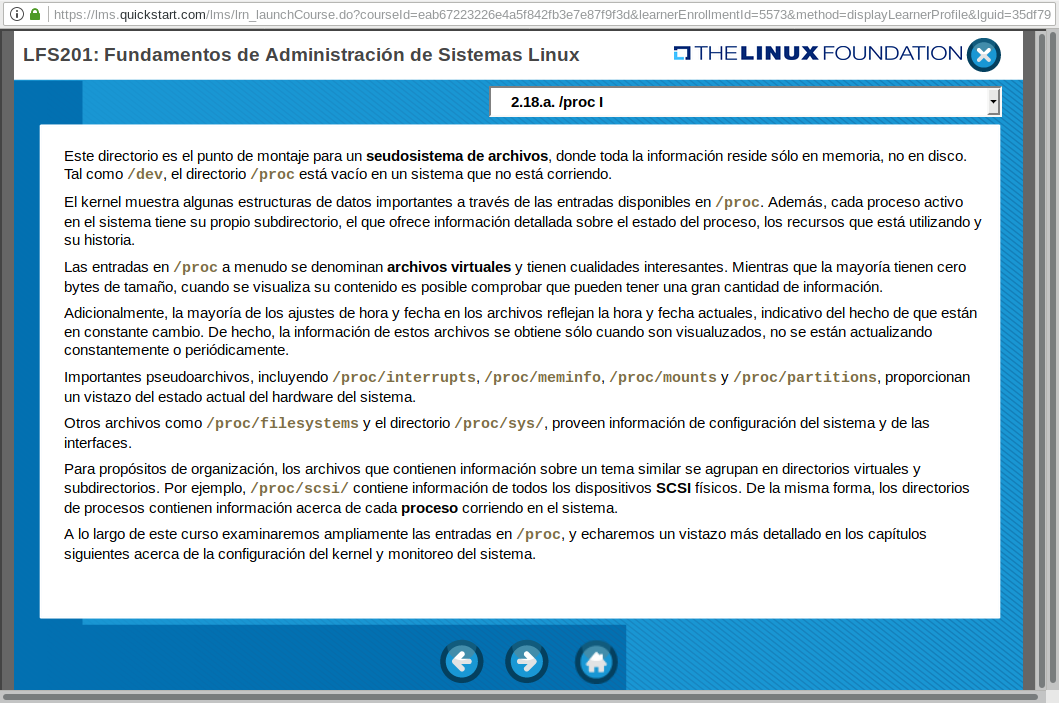 https://lms.quickstart.com/lms/lrn_launchCourse.do?courseId=eab67223226e4a5f842fb3e7e87f9f3d&learnerEnrollmentId=5573&method=displayLearnerProfile&lguid=35df79
LFS201: Fundamentos de Administración de Sistemas Linux
THE LINUX FOUNDATION
2.18.a. /proc I
Este directorio es el punto de montaje para un seudosistema de archivos, donde toda la información reside sólo en memoria, no en disco.
Tal como /dev, el directorio /proc está vacío en un sistema que no está corriendo.
El kernel muestra algunas estructuras de datos importantes a través de las entradas disponibles en /proc. Además, cada proceso activo
en el sistema tiene su propio subdirectorio, el que ofrece información detallada sobre el estado del proceso, los recursos que está utilizando y
su historia.
Las entradas en /proc a menudo se denominan archivos virtuales y tienen cualidades interesantes. Mientras que la mayoría tienen cero
bytes de tamaño, cuando se visualiza su contenido es posible comprobar que pueden tener una gran cantidad de información.
Adicionalmente, la mayoría de los ajustes de hora y fecha en los archivos reflejan la hora y fecha actuales, indicativo del hecho de que están
en constante cambio. De hecho, la información de estos archivos se obtiene sólo cuando son visualuzados, no se están actualizando
constantemente o periódicamente.
Importantes pseudoarchivos, incluyendo /proc/interrupts, /proc/meminfo, /proc/mounts y /proc/partitions, proporcionan
un vistazo del estado actual del hardware del sistema.
Otros archivos como /proc/filesystems y el directorio /proc/sys/, proveen información de configuración del sistema y de las
interfaces.
Para propósitos de organización, los archivos que contienen información sobre un tema similar se agrupan en directorios virtuales y
subdirectorios. Por ejemplo, /proc/scsi/ contiene información de todos los dispositivos SCSI físicos. De la misma forma, los directorios
de procesos contienen información acerca de cada proceso corriendo en el sistema.
A lo largo de este curso examinaremos ampliamente las entradas en /proc, y echaremos un vistazo más detallado en los capítulos
siguientes acerca de la configuración del kernel y monitoreo del sistema.